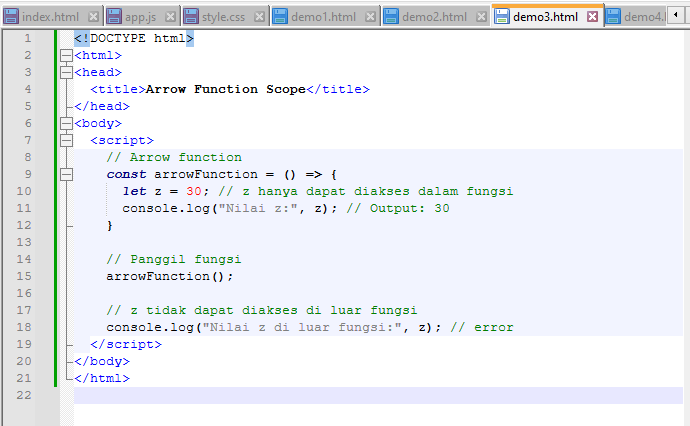 index.html app.js style.css demo1.html demo2.html demo3.html demo4.
1 <!DOCTYPE html>
2 <html>
3 <head>
4 <title>Arrow Function Scope</title>
5 </head>
6 <body>
7 <script>
8 // Arrow function
9 const arrowFunction = () => {
10 let z = 30; // z hanya dapat diakses dalam fungsi
11 console.log("Nilai z:", z); // Output: 30
12 }
13
14 // Panggil fungsi
15 arrowFunction();
16
17 // z tidak dapat diakses di luar fungsi
18 console.log("Nilai z di luar fungsi:", z); // error
19 </script>
20 </body>
21 </html>
22